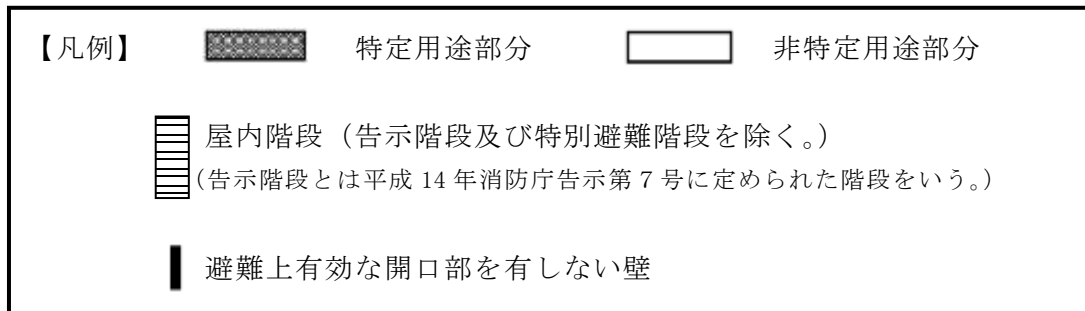 【凡例】 特定用途部分 非特定用途部分
屋内階段(告示階段及び特別避難階段を除く。)
(告示階段とは平成 14 年消防庁告示第 7 号に定められた階段をいう。)
避難上有効な開口部を有しない壁